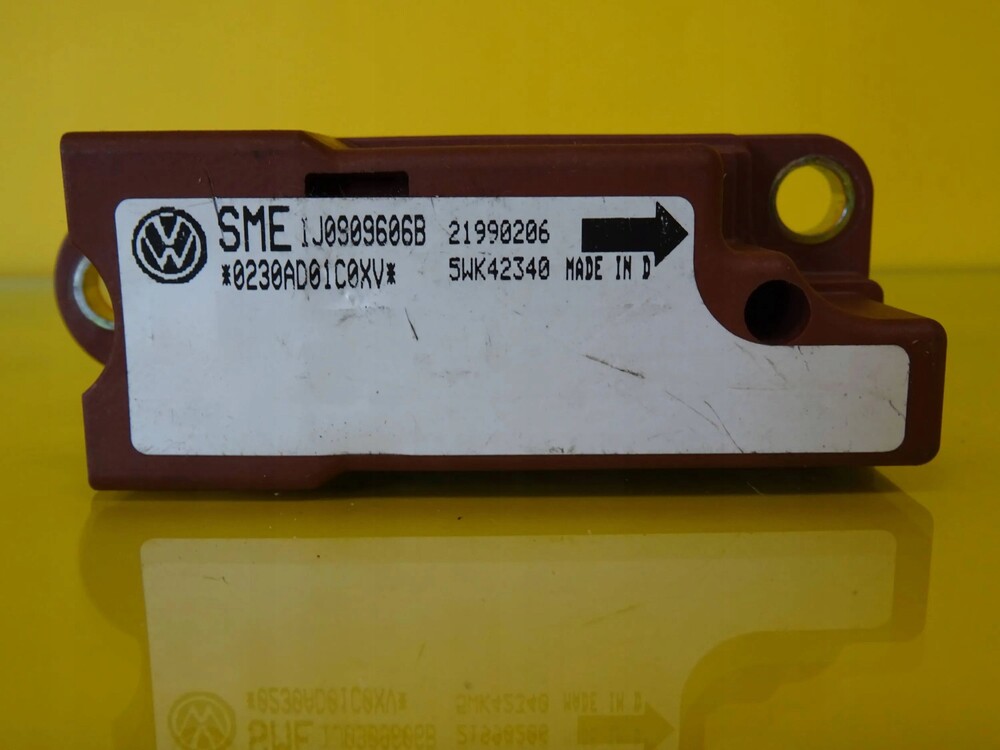 SME 1J0909606B 21990206
*0230AD01C0XV* 5WK42340 MADE IN D